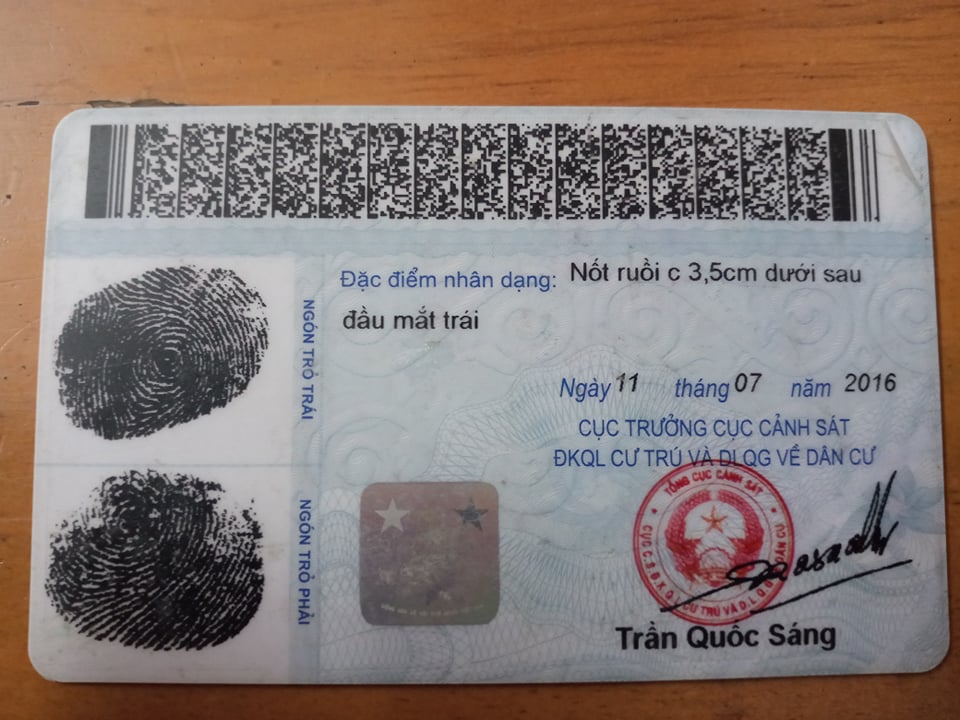 Đặc điểm nhân dạng: Nốt ruồi c 3,5cm dưới sau
đầu mắt trái
NGÓN TRỎ TRÁI
Ngày 11 tháng 07 năm 2016
CỤC TRƯỞNG CỤC CẢNH SÁT
ĐKQL CƯ TRÚ VÀ DLQG VỀ DÂN CƯ
NGÓN TRỎ PHẢI
TỔNG CỤC CẢNH SÁT
CỤC C.S.Đ.K.Q.L CƯ TRÚ VÀ D.L.Q.G DÂN CƯ
Trần Quốc Sáng